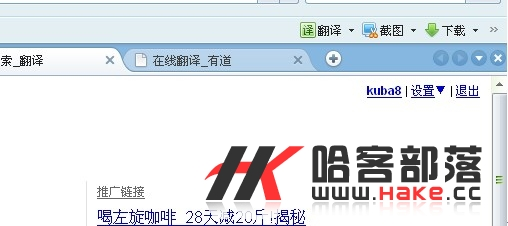 译 翻译 截图 下载
索_翻译 在线翻译_有道
kuba8 | 设置 | 退出
哈客部落
www.HAKE.cc
推广链接
喝左旋咖啡 28天减20斤!揭秘